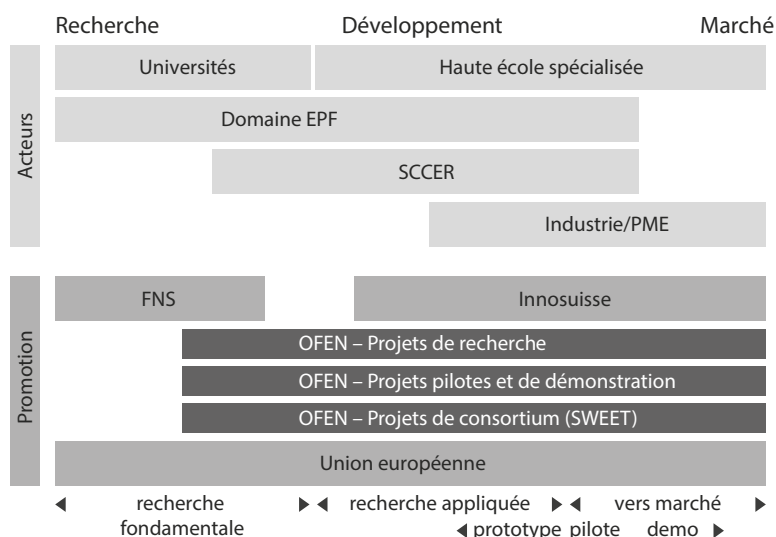 Recherche Développement Marché
Acteurs
Universités Haute école spécialisée
Domaine EPF
SCCER
Industrie/PME
Promotion
FNS Innosuisse
OFEN – Projets de recherche
OFEN – Projets pilotes et de démonstration
OFEN – Projets de consortium (SWEET)
Union européenne
◀ recherche ▶◀ recherche appliquée ▶◀ vers marché ▶
fondamentale ◀ prototype pilote demo ▶